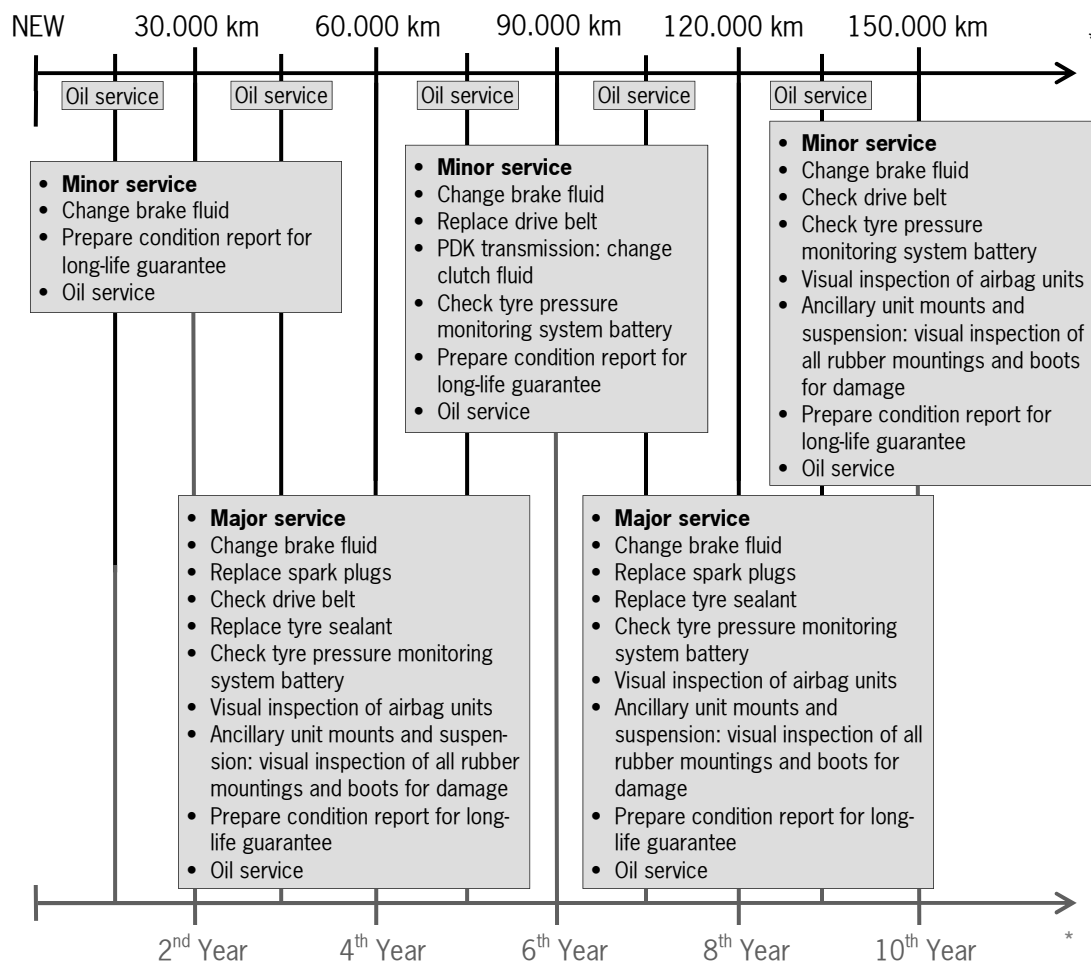 NEW 30.000 km 60.000 km 90.000 km 120.000 km 150.000 km *
Oil service Oil service Oil service Oil service Oil service
• Minor service
• Change brake fluid
• Prepare condition report for
long-life guarantee
• Oil service
• Minor service
• Change brake fluid
• Replace drive belt
• PDK transmission: change
clutch fluid
• Check tyre pressure
monitoring system battery
• Prepare condition report for
long-life guarantee
• Oil service
• Minor service
• Change brake fluid
• Check drive belt
• Check tyre pressure
monitoring system battery
• Visual inspection of airbag units
• Ancillary unit mounts and
suspension: visual inspection of
all rubber mountings and boots
for damage
• Prepare condition report for
long-life guarantee
• Oil service
• Major service
• Change brake fluid
• Replace spark plugs
• Check drive belt
• Replace tyre sealant
• Check tyre pressure monitoring
system battery
• Visual inspection of airbag units
• Ancillary unit mounts and suspen-
sion: visual inspection of all rubber
mountings and boots for damage
• Prepare condition report for long-
life guarantee
• Oil service
• Major service
• Change brake fluid
• Replace spark plugs
• Replace tyre sealant
• Check tyre pressure monitoring
system battery
• Visual inspection of airbag units
• Ancillary unit mounts and
suspension: visual inspection of all
rubber mountings and boots for
damage
• Prepare condition report for long-
life guarantee
• Oil service
2nd Year 4th Year 6th Year 8th Year 10th Year *